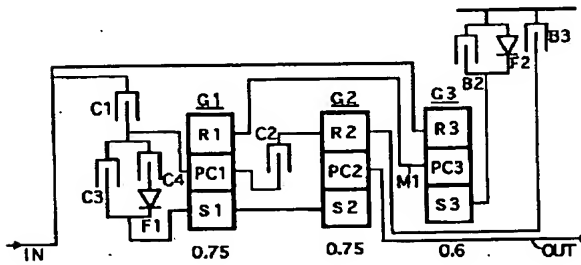 B3
F2
B2
G1
G2
G3
C1
R1
C2
R2
R3
C3
C4
PC1
PC2
M1
PC3
F1
S1
S2
S3
IN
0.75
0.75
0.6
OUT